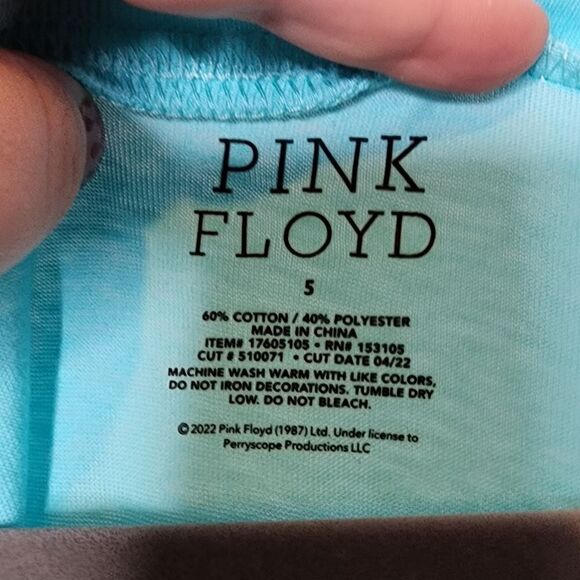 PINK
FLOYD
5
60% COTTON / 40% POLYESTER
MADE IN CHINA
ITEM# 17605105 • RN# 153105
CUT # 510071 • CUT DATE 04/22
MACHINE WASH WARM WITH LIKE COLORS,
DO NOT IRON DECORATIONS. TUMBLE DRY
LOW. DO NOT BLEACH.
© 2022 Pink Floyd (1987) Ltd. Under license to
Perryscope Productions LLC